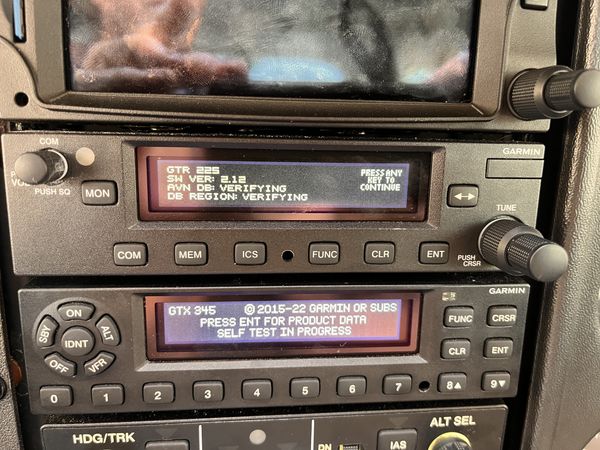 GARMIN
COM
PUSH SQ
MON
GTR 225
SW VER: 2.12
AVN DB: VERIFYING
DB REGION: VERIFYING
PRESS ANY
KEY TO
CONTINUE
TUNE
PUSH
CRSR
COM
MEM
ICS
FUNC
CLR
ENT
GARMIN
ON
SBY
ALT
IDNT
OFF
VFR
GTX 345 © 2015-22 GARMIN OR SUBS
PRESS ENT FOR PRODUCT DATA
SELF TEST IN PROGRESS
FUNC
CRSR
CLR
ENT
0
1
2
3
4
5
6
7
8▲
9▼
HDG/TRK
DN
IAS
ALT SEL